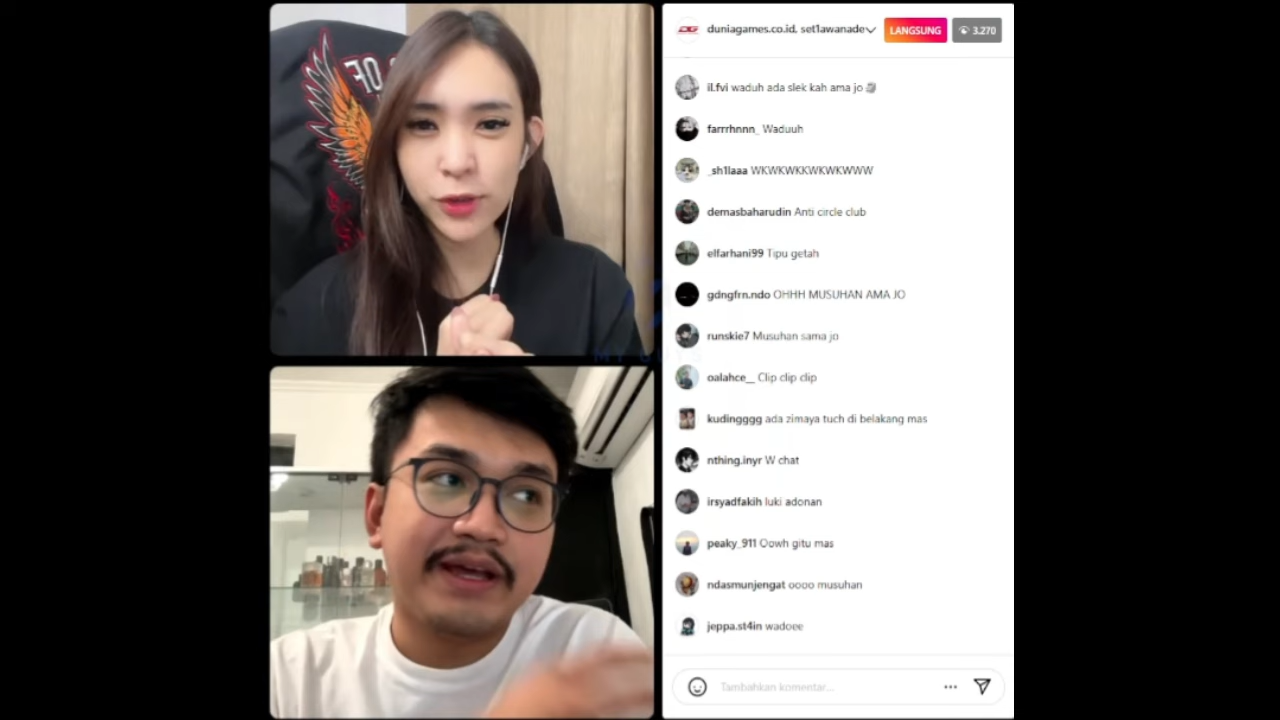 JO
duniagames.co.id, set1awanade
LANGSUNG
3.270
il.fvi waduh ada slek kah ama jo
farrrhnnn_ Waduuh
_sh1laaa WKWKWKKWKWKWWW
demasbaharudin Anti circle club
elfarhani99 Tipu getah
gdngfrn.ndo OHHH MUSUHAN AMA JO
runskie7 Musuhan sama jo
oalahce__ Clip clip clip
kudingggg ada zimaya tuch di belakang mas
nthing.inyr W chat
irsyadfakih luki adonan
peaky_911 Oowh gitu mas
ndasmunjengat oooo musuhan
jeppa.st4in wadoee
Tambahkan komentar...
MY GUYS